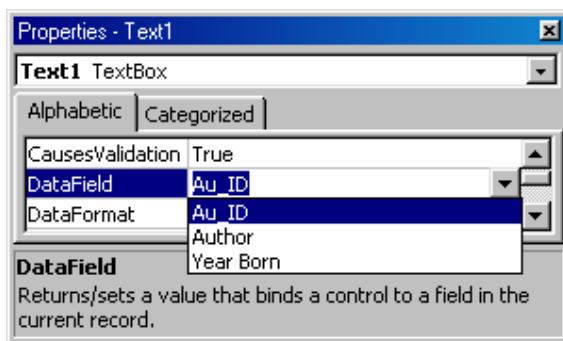 Properties - Text1
Text1 TextBox
Alphabetic Categorized
CausesValidation True
DataField Au_ID
DataFormat Au_ID
Author
Year Born
DataField
Returns/sets a value that binds a control to a field in the
current record.